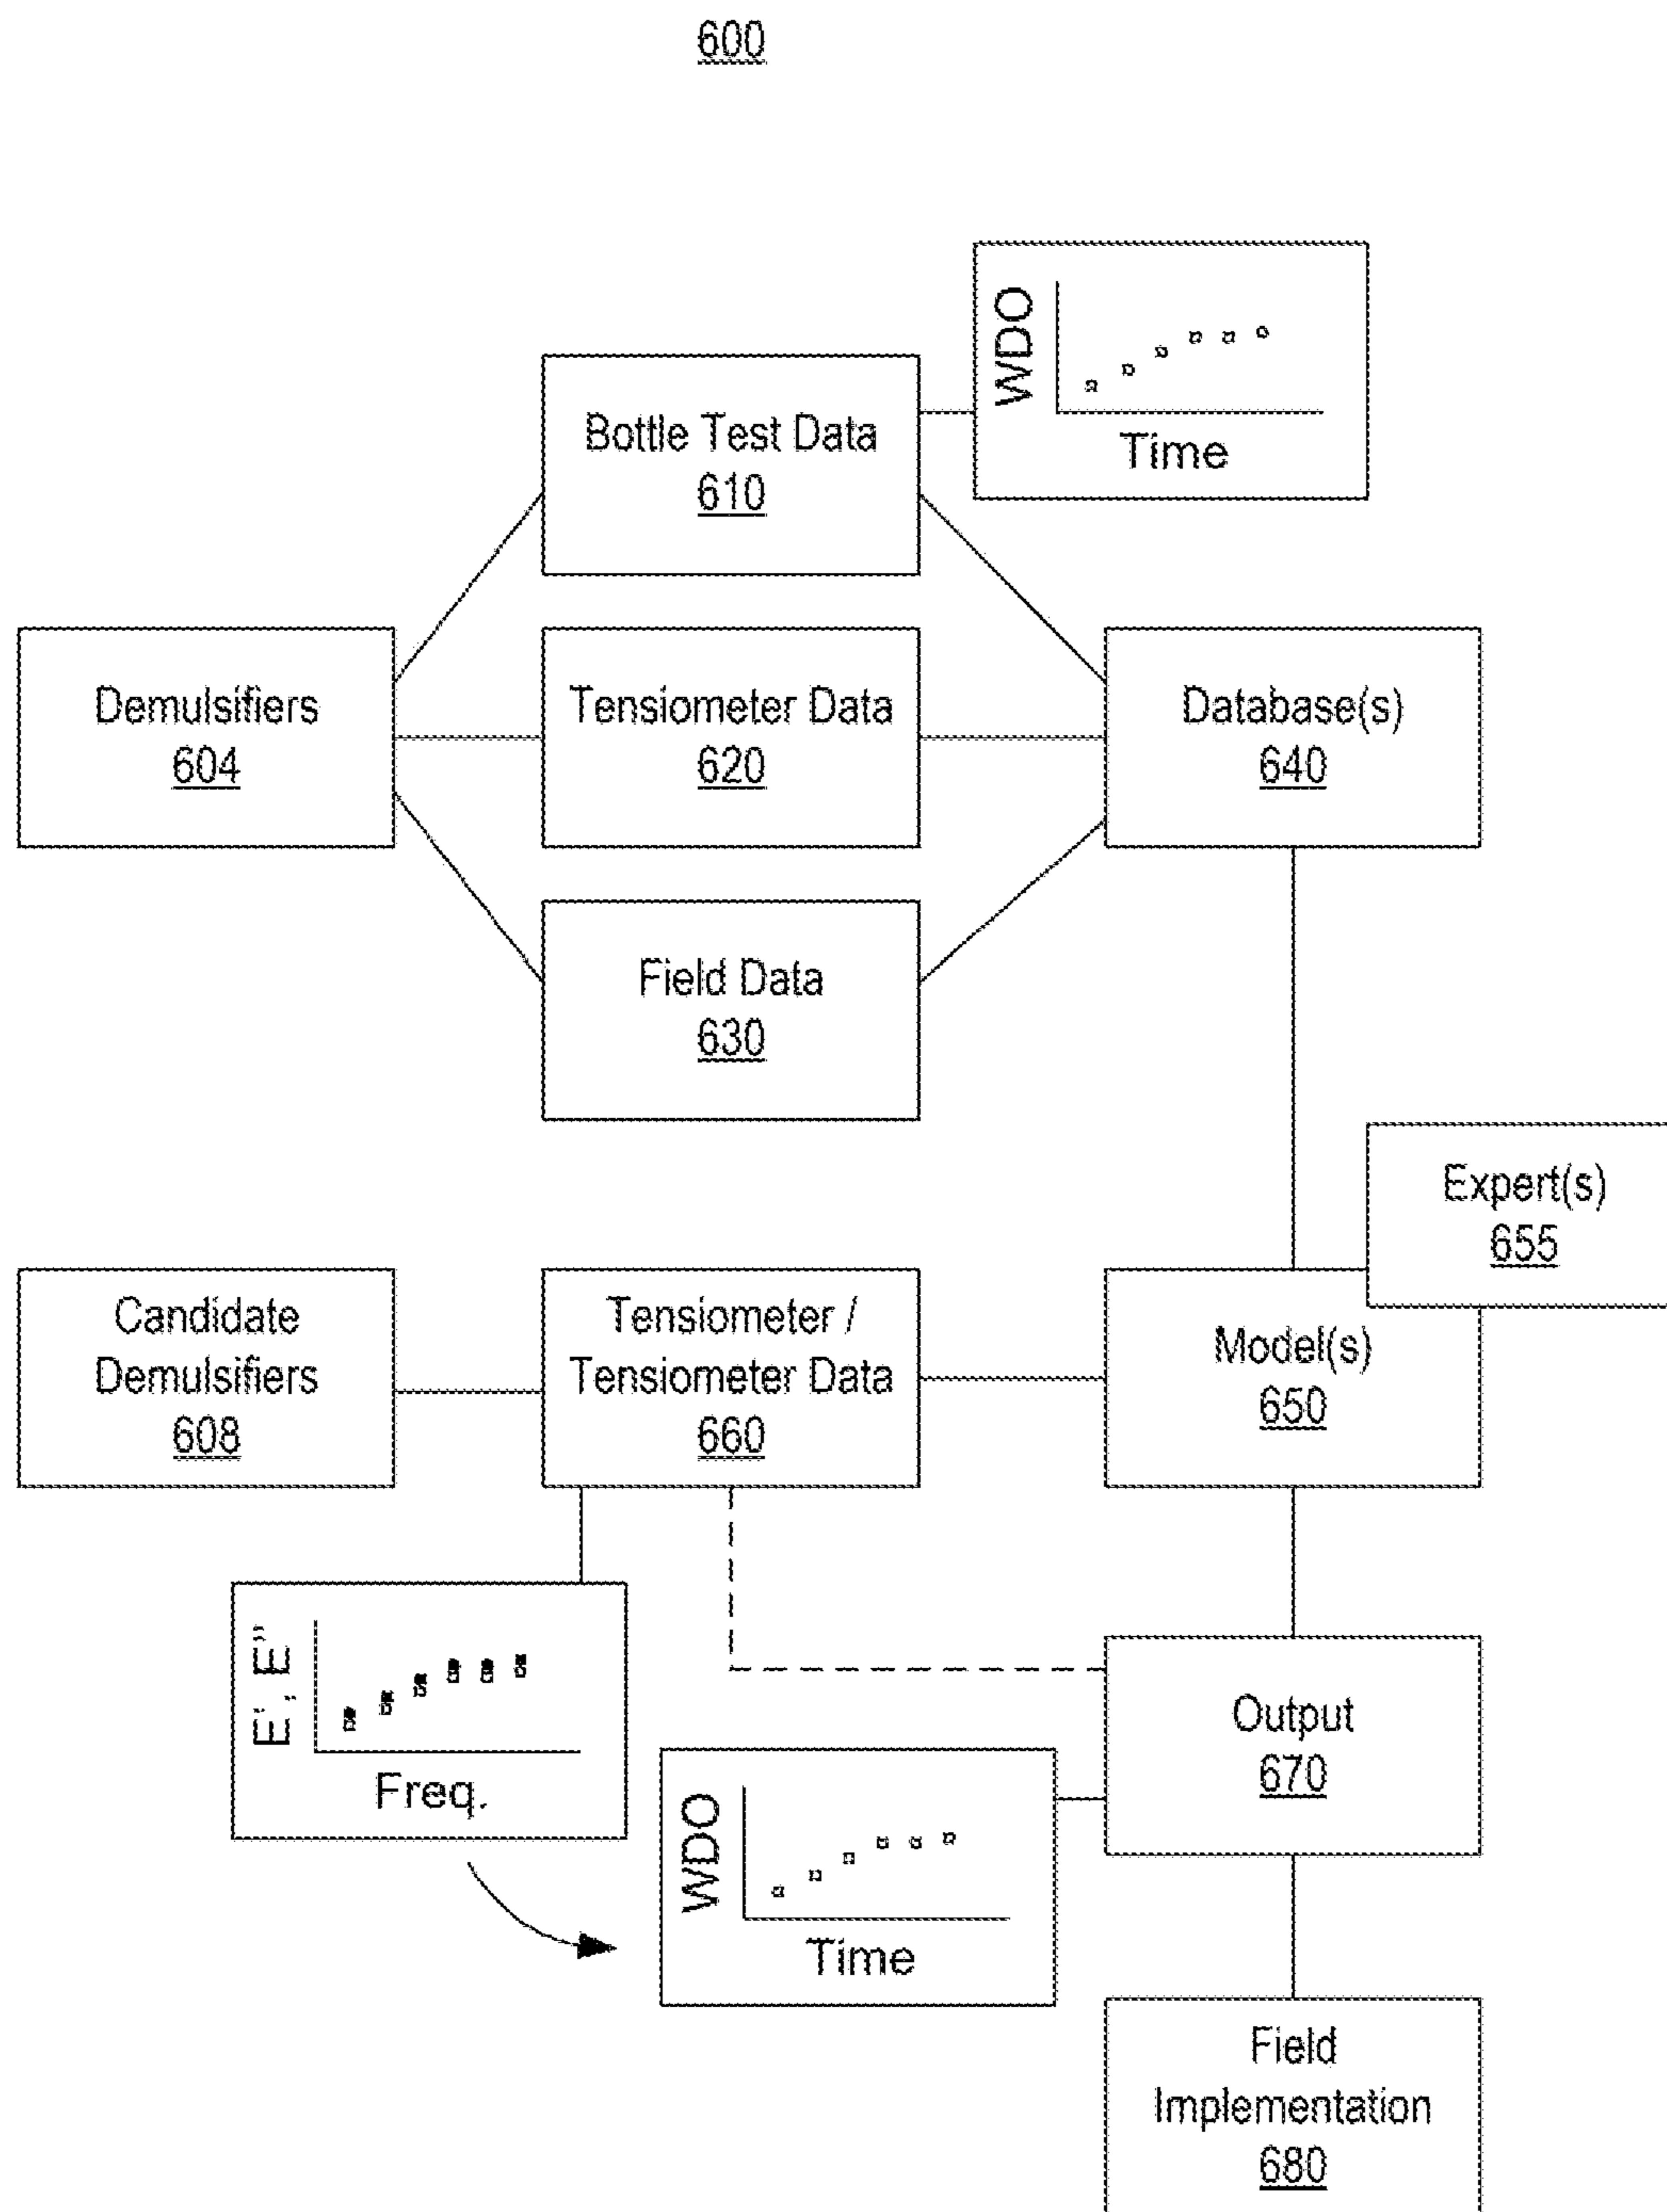 600
WDO
Time
Bottle Test Data
610
Demulsifiers
604
Tensiometer Data
620
Database(s)
640
Field Data
630
Expert(s)
655
Candidate
Demulsifiers
608
Tensiometer /
Tensiometer Data
660
Model(s)
650
E', E"
Freq.
WDO
Time
Output
670
Field
Implementation
680